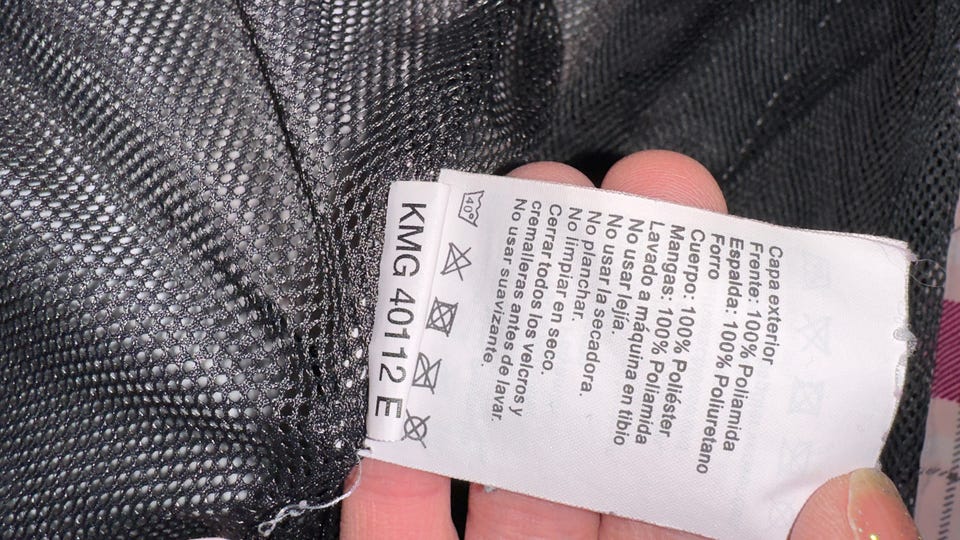 Capa exterior
Frente: 100% Poliamida
Espalda: 100% Poliuretano
Forro
Cuerpo: 100% Poliéster
Mangas: 100% Poliamida
Lavado a máquina en tibio
No usar lejía.
No usar la secadora.
No planchar.
No limpiar en seco.
Cerrar todos los velcros y
cremalleras antes de lavar.
No usar suavizante.
40°
KMG 40112 E